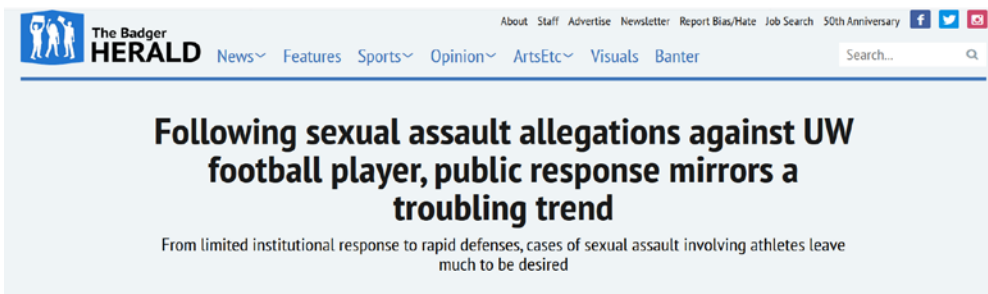 About Staff Advertise Newsletter Report Bias/Hate Job Search 50th Anniversary
The Badger
HERALD
News Features Sports Opinion ArtsEtc Visuals Banter
Search...
Following sexual assault allegations against UW
football player, public response mirrors a
troubling trend
From limited institutional response to rapid defenses, cases of sexual assault involving athletes leave
much to be desired